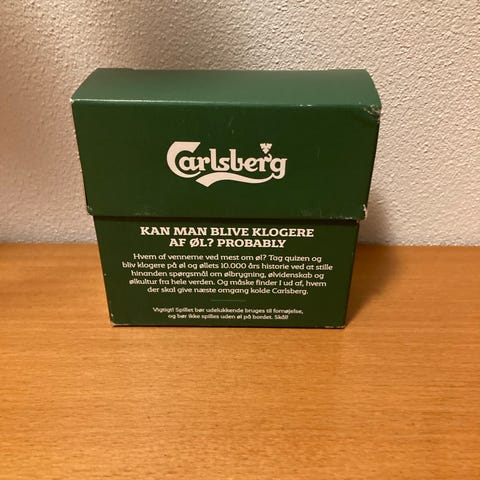 Carlsberg
KAN MAN BLIVE KLOGERE
AF ØL? PROBABLY
Hvem af vennerne ved mest om øl? Tag quizen og
bliv klogere på øl og øllets 10.000 års historie ved at stille
hinanden spørgsmål om ølbrygning, ølvidenskab og
ølkultur fra hele verden. Og måske finder I ud af, hvem
der skal give næste omgang kolde Carlsberg.
Vigtigt! Spillet bør udelukkende bruges til fornøjelse,
og bør ikke spilles uden øl på bordet. Skål!